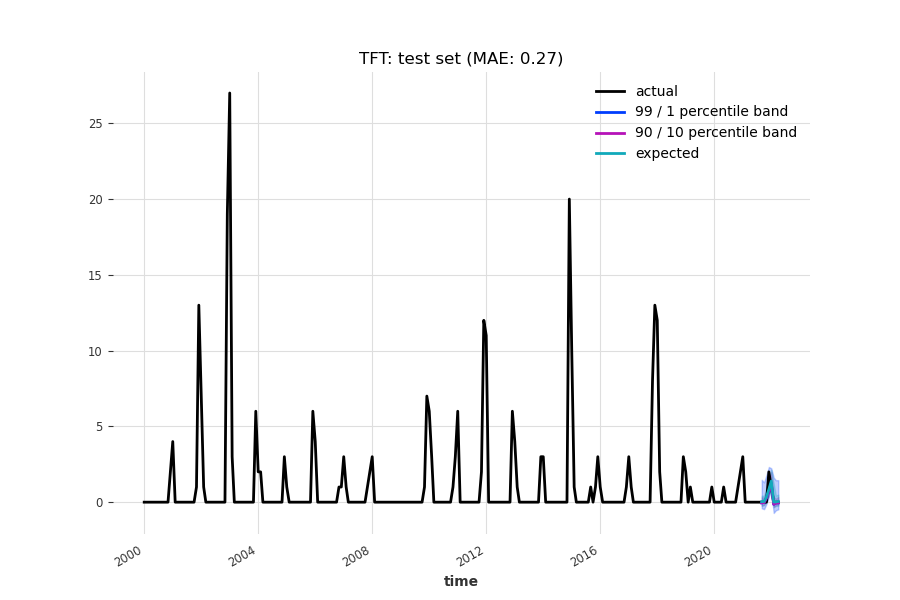 TFT: test set (MAE: 0.27)
actual
99 / 1 percentile band
90 / 10 percentile band
expected
25
20
15
10
5
0
2000
2004
2008
2012
2016
2020
time